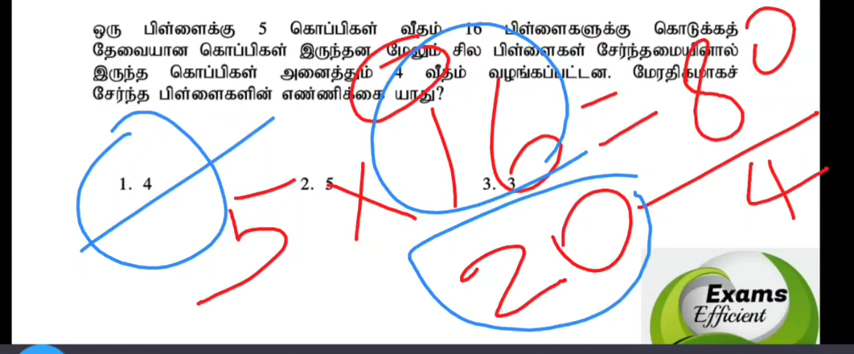 ஒரு பிள்ளைக்கு 5 கொப்பிகள் வீதம் 16 பிள்ளைகளுக்கு கொடுக்கத்
தேவையான கொப்பிகள் இருந்தன மேலும் சில பிள்ளைகள் சேர்ந்தமையினால்
இருந்த கொப்பிகள் அனைத்தும் 4 வீதம் வழங்கப்பட்டன. மேரதிகமாகச்
சேர்ந்த பிள்ளைகளின் எண்ணிக்கை யாது?
5 × 16 = 80
1. 4 2. 5 3. 3
20 4
Exams
Efficient